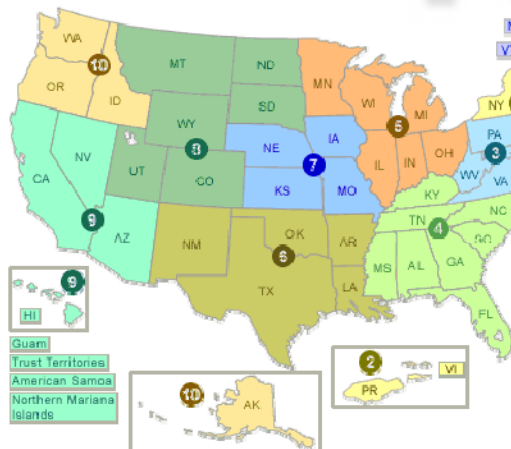 WA
10
MT
ND
MN
OR
ID
SD
WI
MI
NY
WY
5
PA
3
8
NE
IA
NV
UT
CO
7
IL
IN
OH
WV
VA
CA
KS
MO
KY
9
NC
AZ
NM
OK
AR
TN
4
SC
6
MS
AL
GA
TX
LA
FL
9
HI
Guam
Trust Territories
American Samoa
Northern Mariana
Islands
10
AK
2
PR
VI